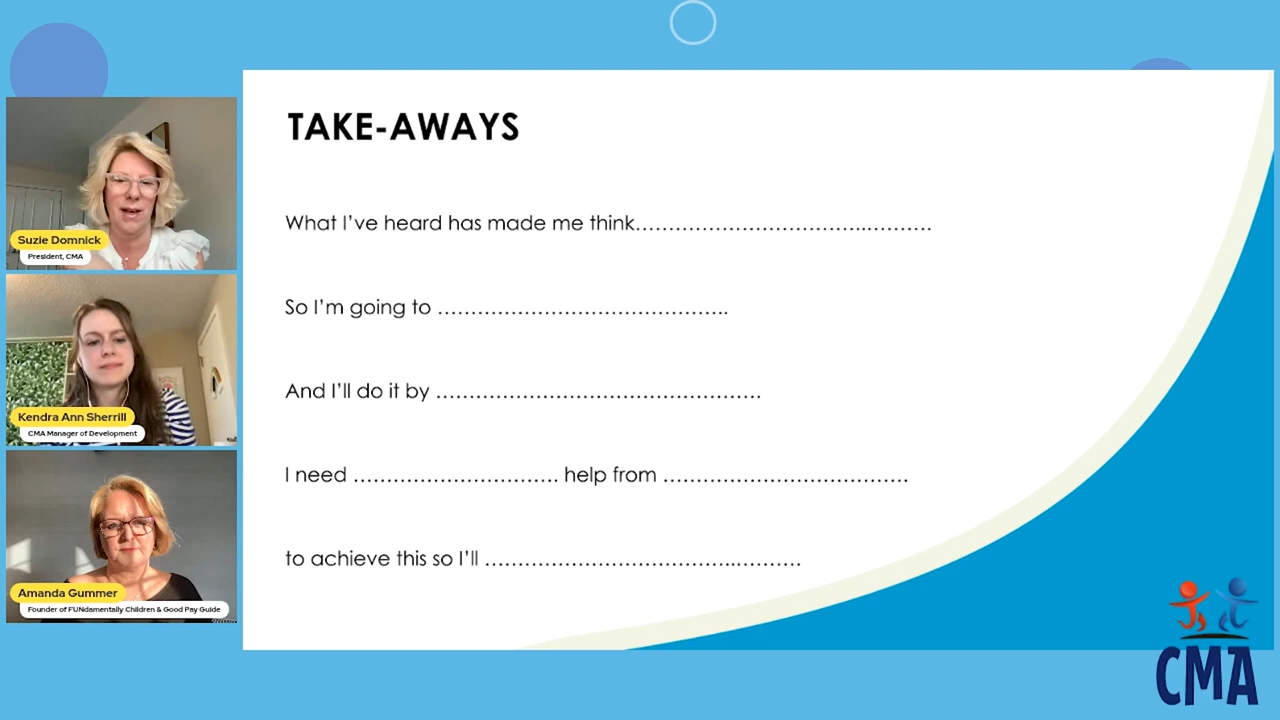 TAKE-AWAYS
What I've heard has made me think……………………………..……….
So I'm going to ……………………………………..
And I'll do it by ………………………………………….
I need …………………………. help from ……………………………….
to achieve this so I'll ………………………………..……….
Suzie Domnick
President, CMA
Kendra Ann Sherrill
CMA Manager of Development
Amanda Gummer
Founder of FUNdamentally Children & Good Pay Guide
CMA